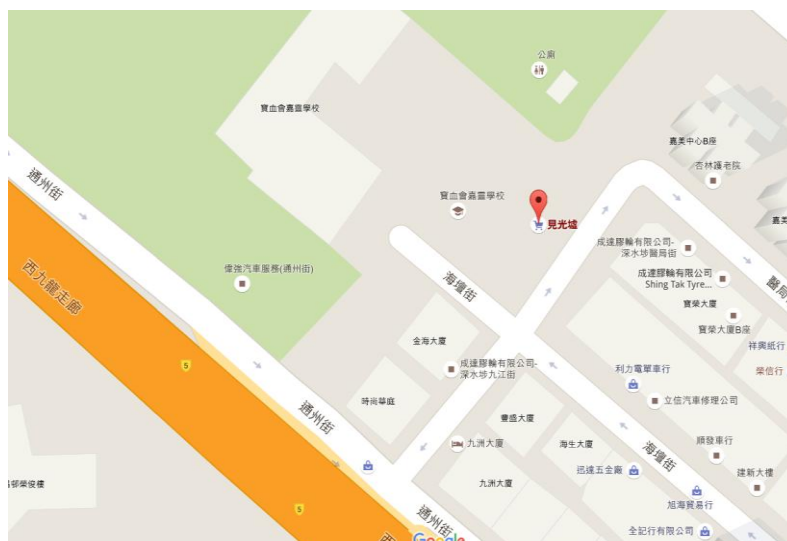 公廁
寶血會嘉靈學校
嘉美中心B座
杏林護老院
通州街
寶血會嘉靈學校
見光墟
嘉美
成達膠輪有限公司-
深水埗醫局街
偉強汽車服務(通州街)
成達膠輪有限公司
Shing Tak Tyre...
海壇街
醫局
西九龍走廊
寶榮大廈
寶榮大廈B座
金海大廈
祥興紙行
5
成達膠輪有限公司-
深水埗九江街
利力電單車行
榮信行
時尚華庭
立信汽車修理公司
豐盛大廈
通州街
九洲大廈
海生大廈
順發車行
海壇街
迅達五金廠
建新大樓
邨榮俊樓
九洲大廈
旭海貿易行
5
通州街
全記行有限公司
西
Google